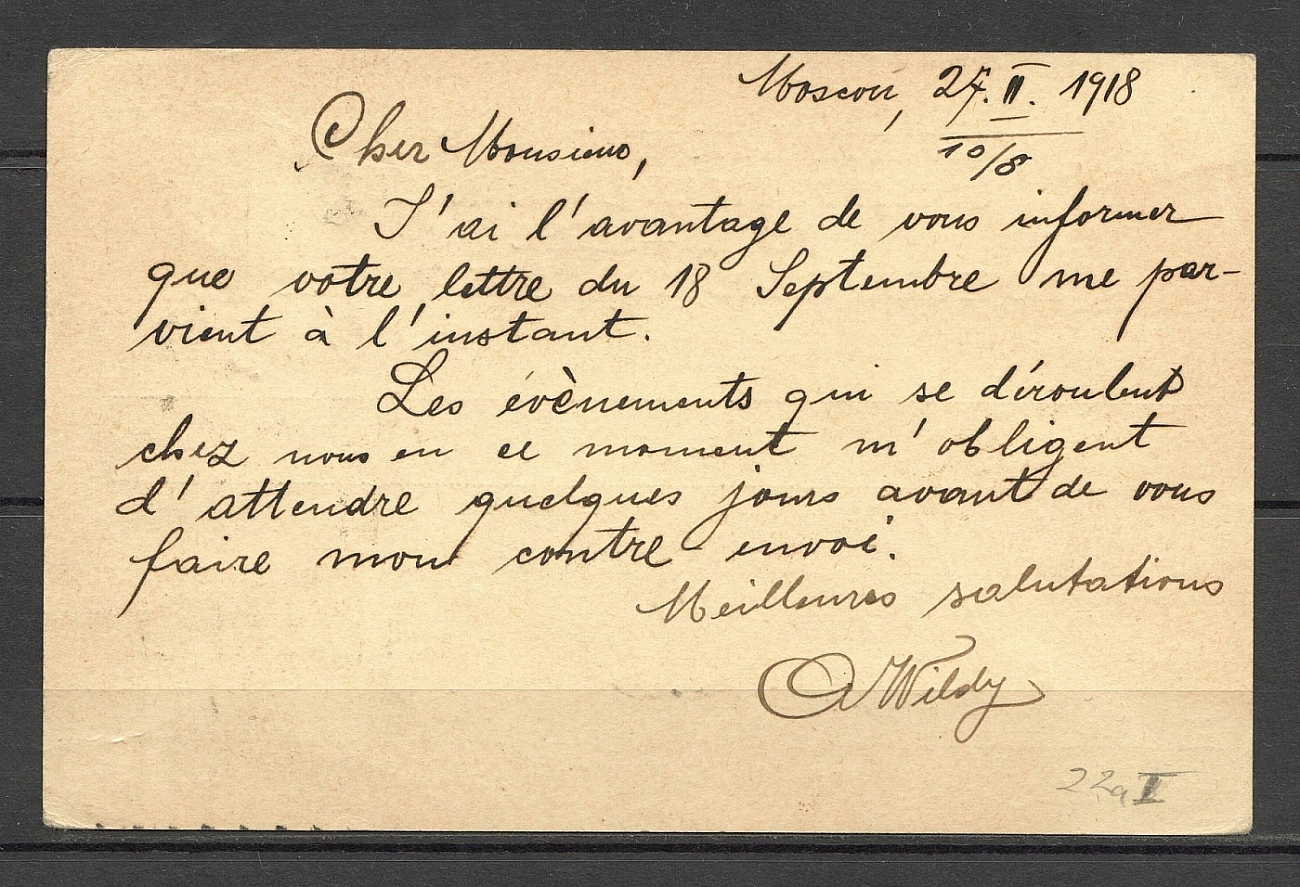 Moscou, 27. II. 1918
10/8
Cher Monsieur,
J'ai l'avantage de vous informer
que votre lettre du 18 Septembre me par-
vient à l'instant.
Les évènements qui se déroulent
chez nous en ce moment m'obligent
d'attendre quelques jours avant de vous
faire mon contre-envoi.
Meilleures salutations
A Wildy
22a II